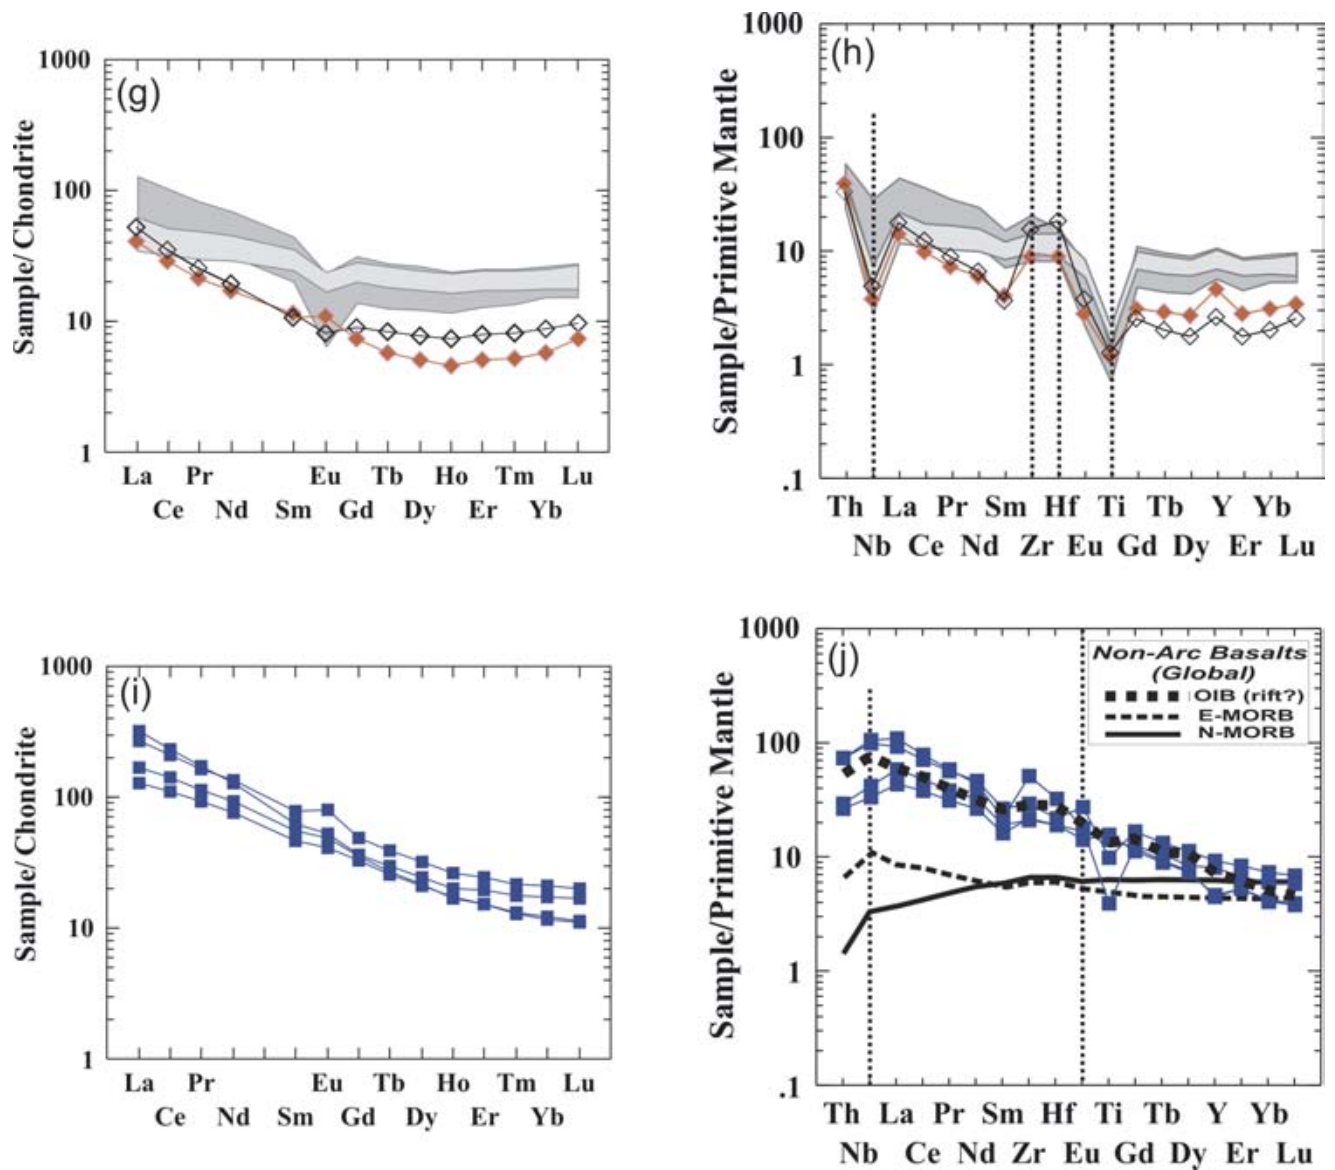 (g)
Sample/ Chondrite
1000
100
10
1
La Pr Eu Tb Ho Tm Lu
Ce Nd Sm Gd Dy Er Yb
(h)
Sample/Primitive Mantle
1000
100
10
1
.1
Th La Pr Sm Hf Ti Tb Y Yb
Nb Ce Nd Zr Eu Gd Dy Er Lu
(i)
Sample/ Chondrite
1000
100
10
1
La Pr Eu Tb Ho Tm Lu
Ce Nd Sm Gd Dy Er Yb
(j)
Sample/Primitive Mantle
1000
100
10
1
.1
Non-Arc Basalts
(Global)
OIB (rift?)
E-MORB
N-MORB
Th La Pr Sm Hf Ti Tb Y Yb
Nb Ce Nd Zr Eu Gd Dy Er Lu